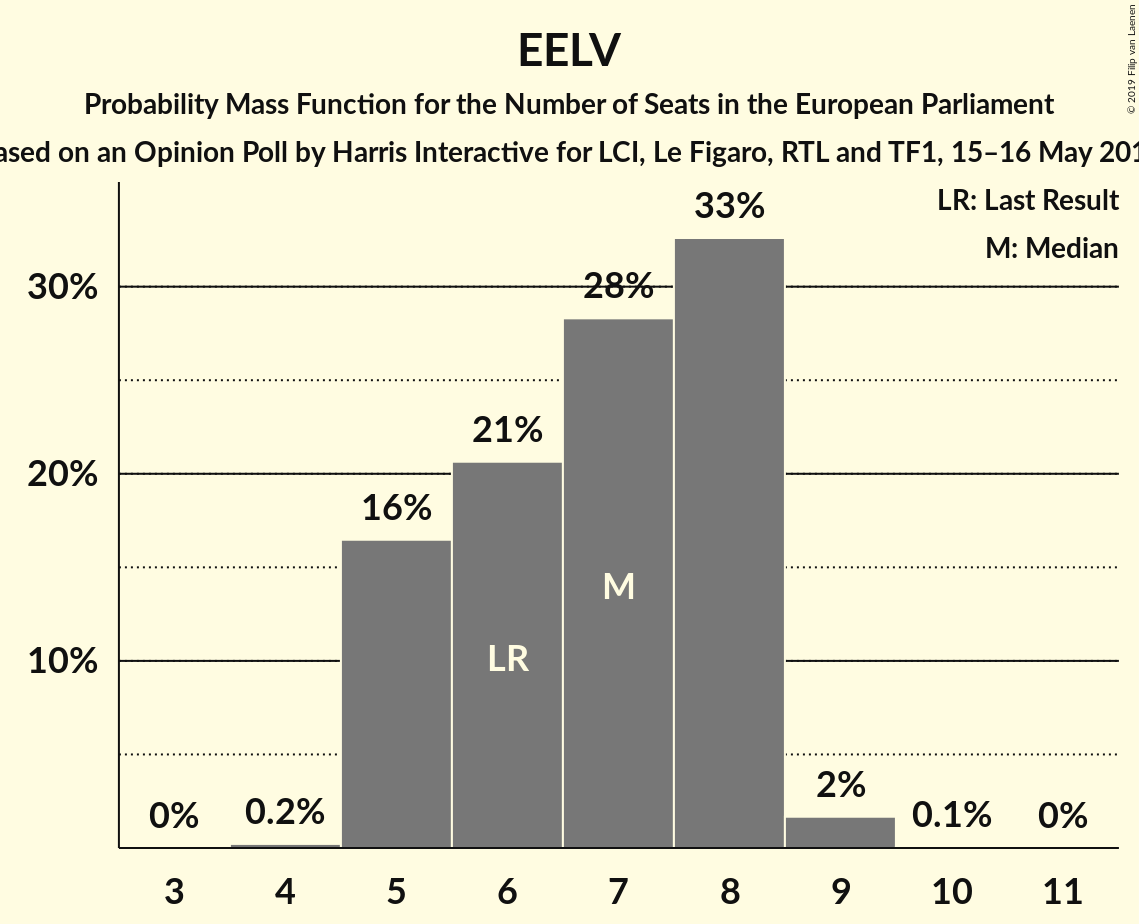 EELV
Probability Mass Function for the Number of Seats in the European Parliament
ased on an Opinion Poll by Harris Interactive for LCI, Le Figaro, RTL and TF1, 15–16 May 201
© 2019 Filip van Laenen
LR: Last Result
M: Median
33%
30%
28%
21%
20%
16%
M
LR
10%
2%
0%
0.2%
0.1%
0%
3 4 5 6 7 8 9 10 11